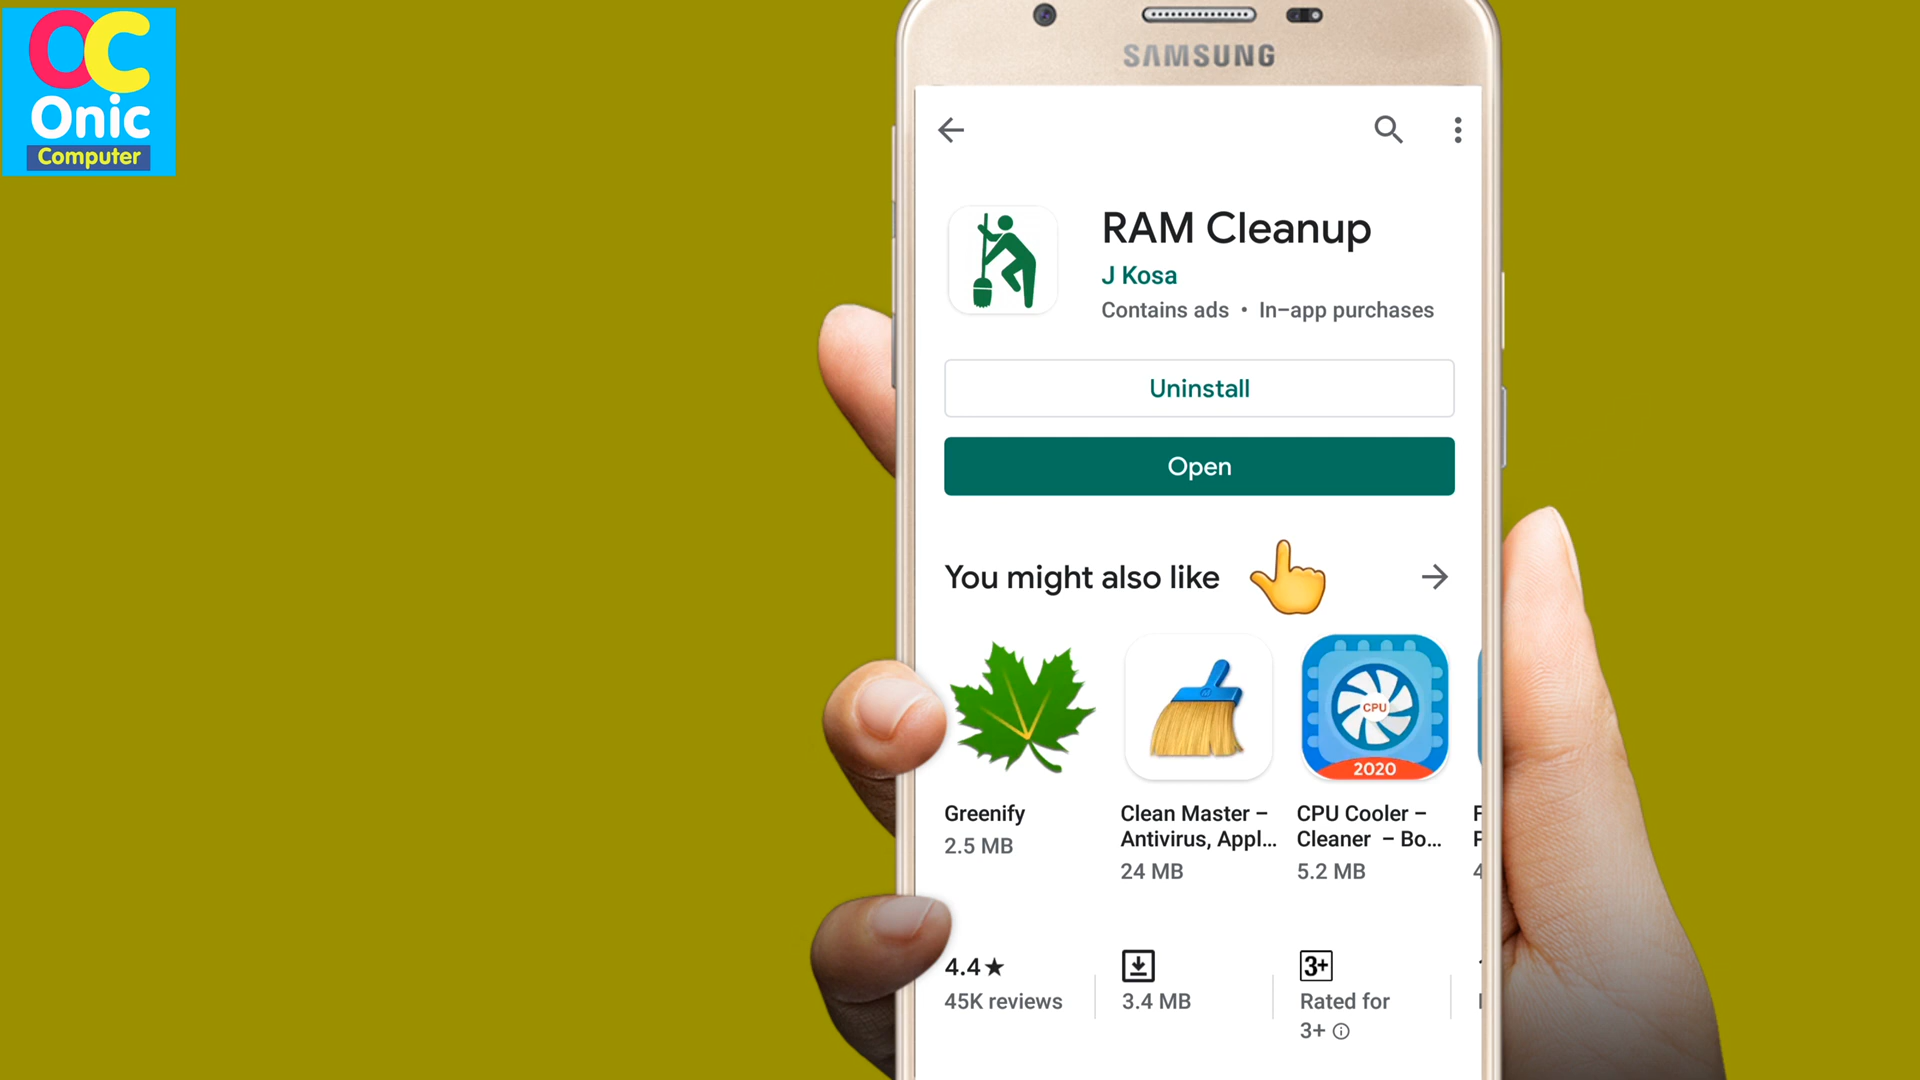 OC
Onic
Computer
SAMSUNG
RAM Cleanup
J Kosa
Contains ads • In-app purchases
Uninstall
Open
You might also like
Greenify
2.5 MB
Clean Master –
Antivirus, Appl...
24 MB
CPU
2020
CPU Cooler –
Cleaner – Bo...
5.2 MB
4.4★
45K reviews
3.4 MB
3+
Rated for
3+